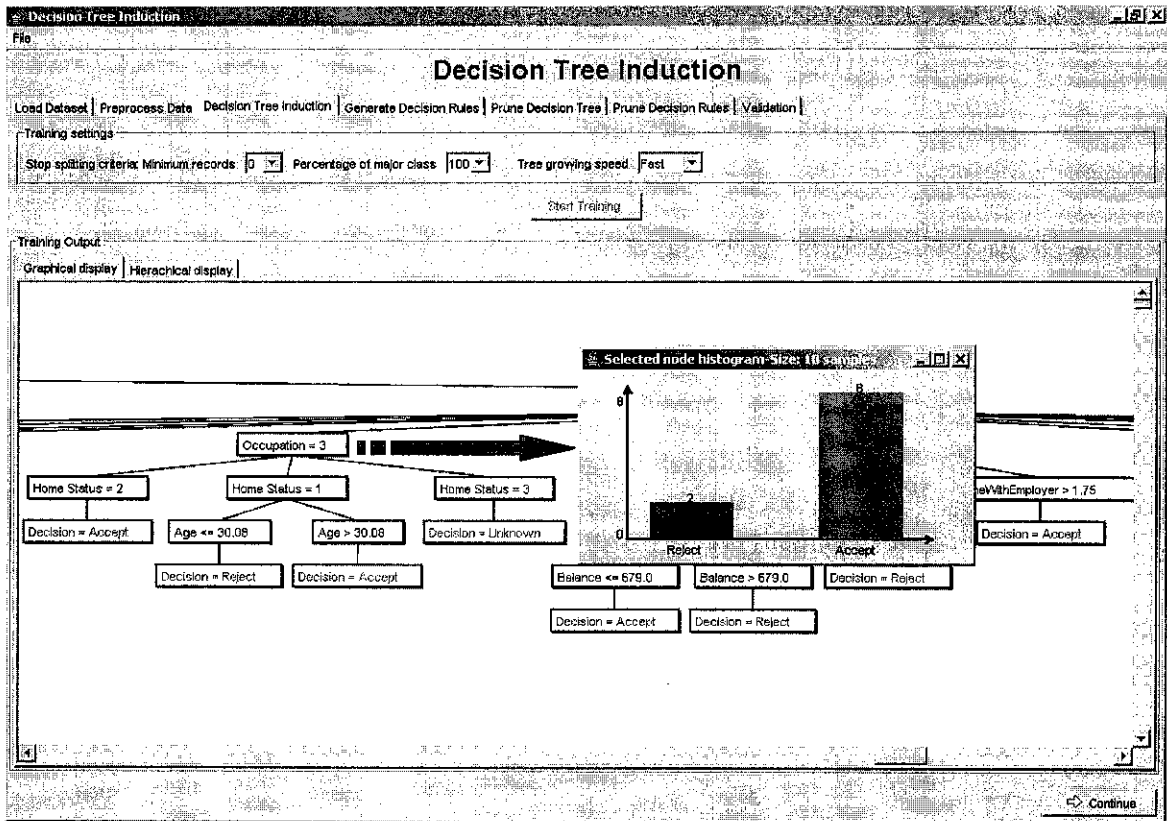 Decision Tree Induction
File
Decision Tree Induction
Load Dataset Preprocess Data Decision Tree Induction Generate Decision Rules Prune Decision Tree Prune Decision Rules Validation
Training settings
Stop splitting criteria: Minimum records 0 Percentage of major class 100 Tree growing speed Fast
Start Training
Training Output
Graphical display Hierachical display
Selected node histogram-Size: 10 samples
8
8
2
0
Reject Accept
Occupation = 3
Home Status = 2 Home Status = 1 Home Status = 3 neWithEmployer > 1.75
Decision = Accept Age <= 30.08 Age > 30.08 Decision = Unknown Decision = Accept
Decision = Reject Decision = Accept Balance <= 679.0 Balance > 679.0 Decision = Reject
Decision = Accept Decision = Reject
Continue